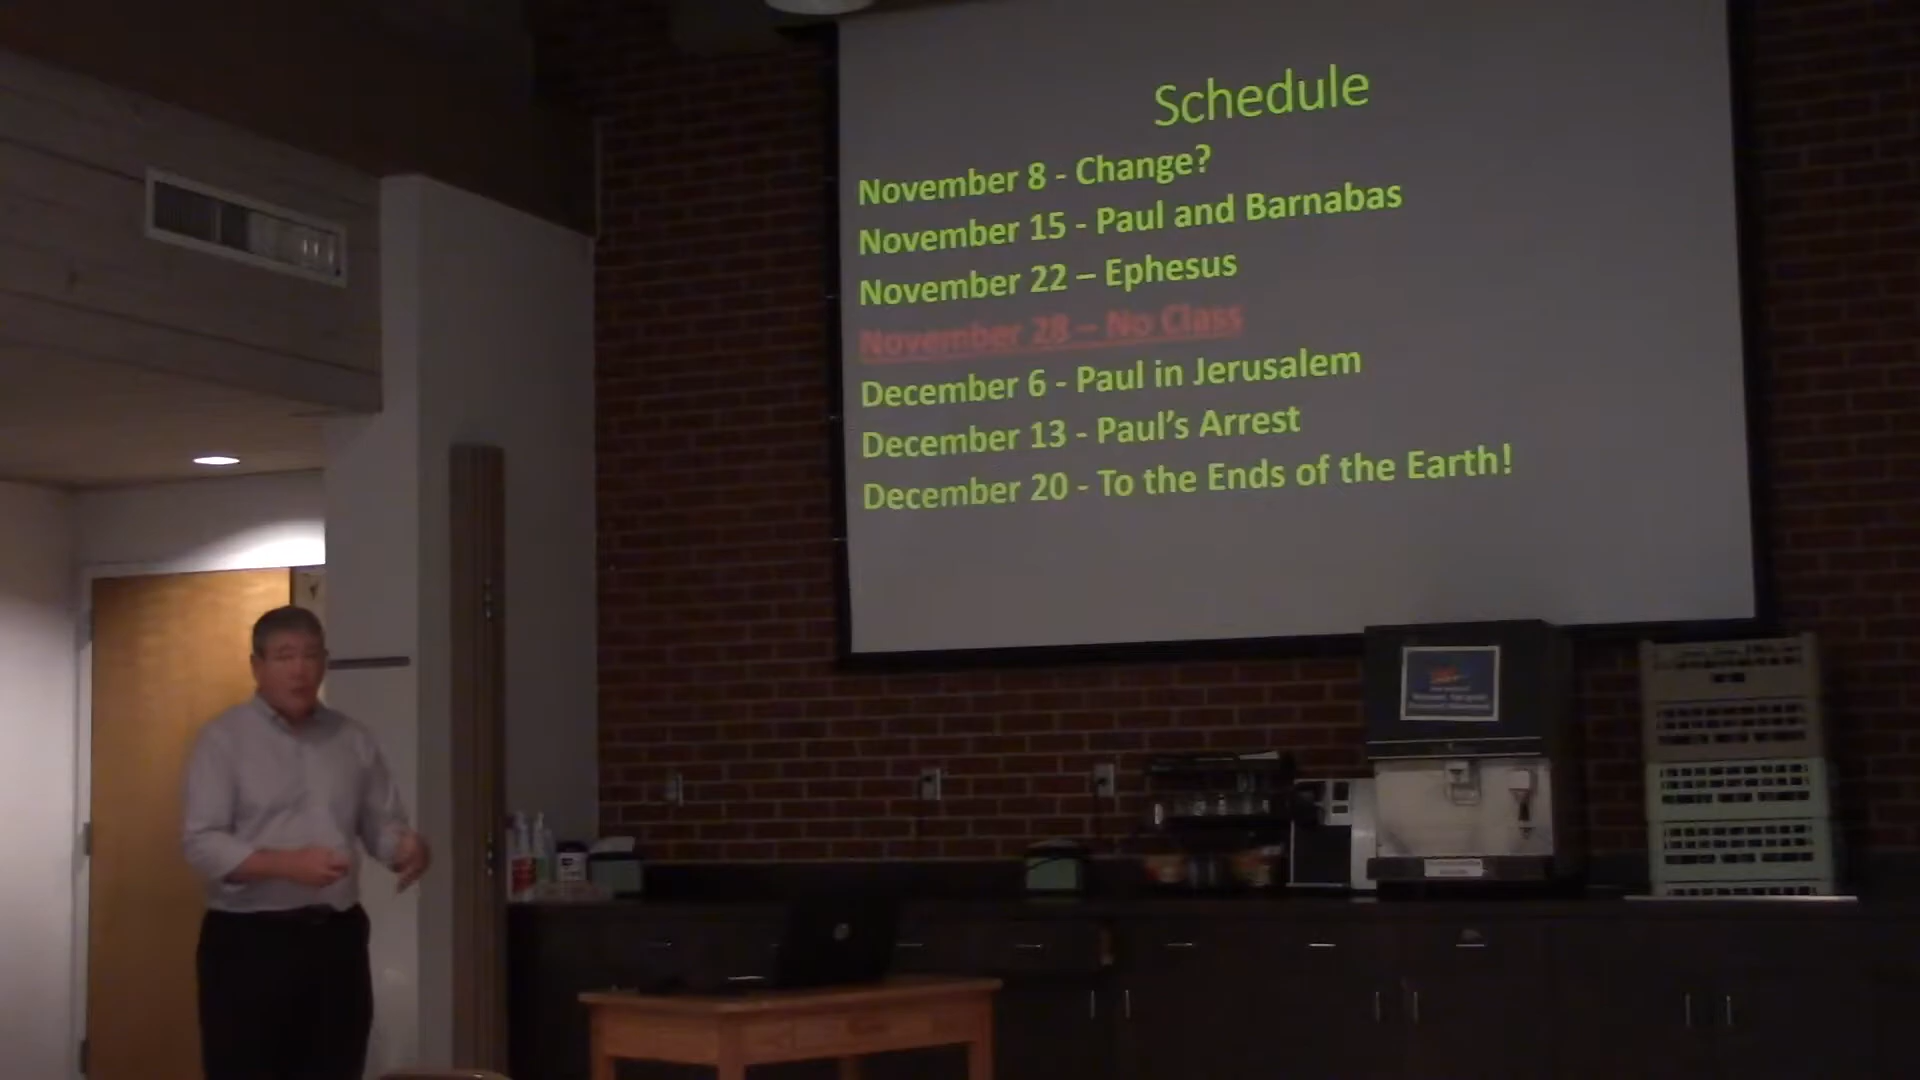 Schedule
November 8 - Change?
November 15 - Paul and Barnabas
November 22 – Ephesus
November 28 – No Class
December 6 - Paul in Jerusalem
December 13 - Paul's Arrest
December 20 - To the Ends of the Earth!